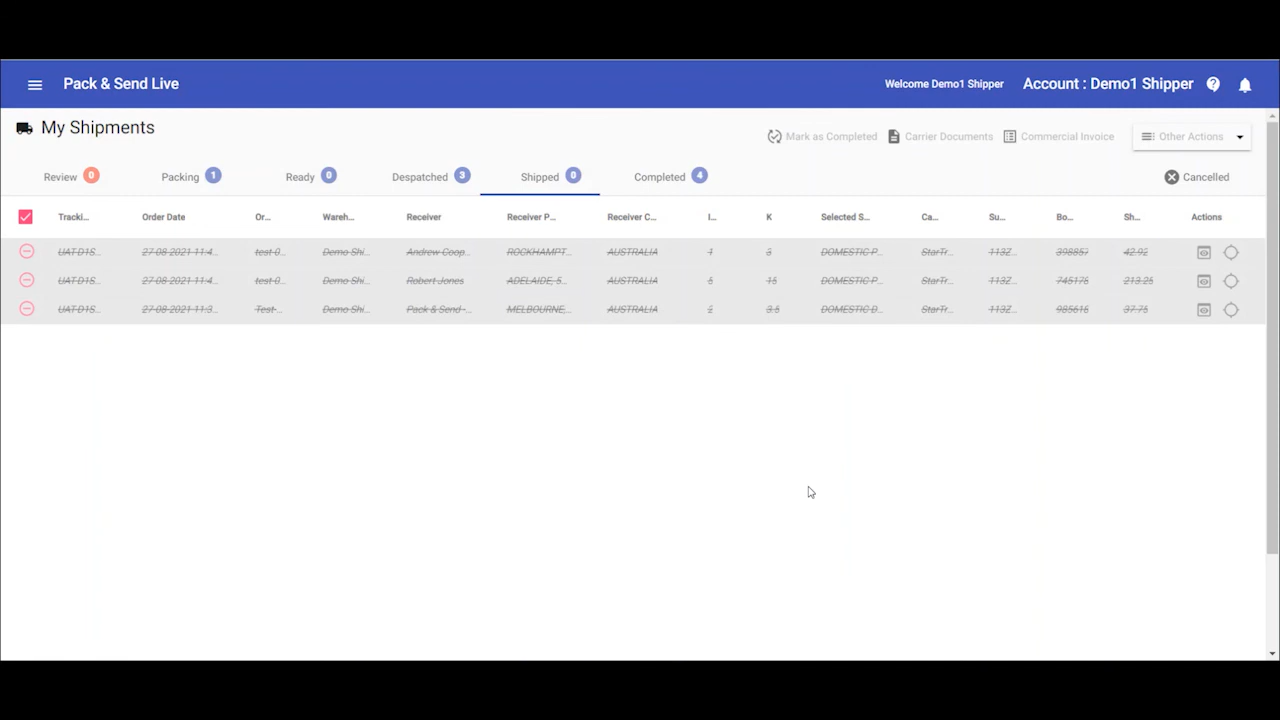 Pack & Send Live Welcome Demo1 Shipper Account : Demo1 Shipper
My Shipments
Mark as Completed Carrier Documents Commercial Invoice Other Actions
Review 0 Packing 1 Ready 0 Despatched 3 Shipped 0 Completed 4 Cancelled
Tracki... Order Date Or... Wareh... Receiver Receiver P... Receiver C... I... K Selected S... Ca... Su... Bo... Sh... Actions
UAT-D1S... 27-08-2021 11:4... test-0... Demo Shi... Andrew Coop... ROCKHAMPT... AUSTRALIA 1 3 DOMESTIC P... StarTr... 113Z... 398857 42.92
UAT-D1S... 27-08-2021 11:4... test-0... Demo Shi... Robert Jones ADELAIDE, 5... AUSTRALIA 5 15 DOMESTIC P... StarTr... 113Z... 745178 213.25
UAT-D1S... 27-08-2021 11:3... Test-... Demo Shi... Pack & Send -... MELBOURNE,... AUSTRALIA 2 3.5 DOMESTIC D... StarTr... 113Z... 985616 37.75